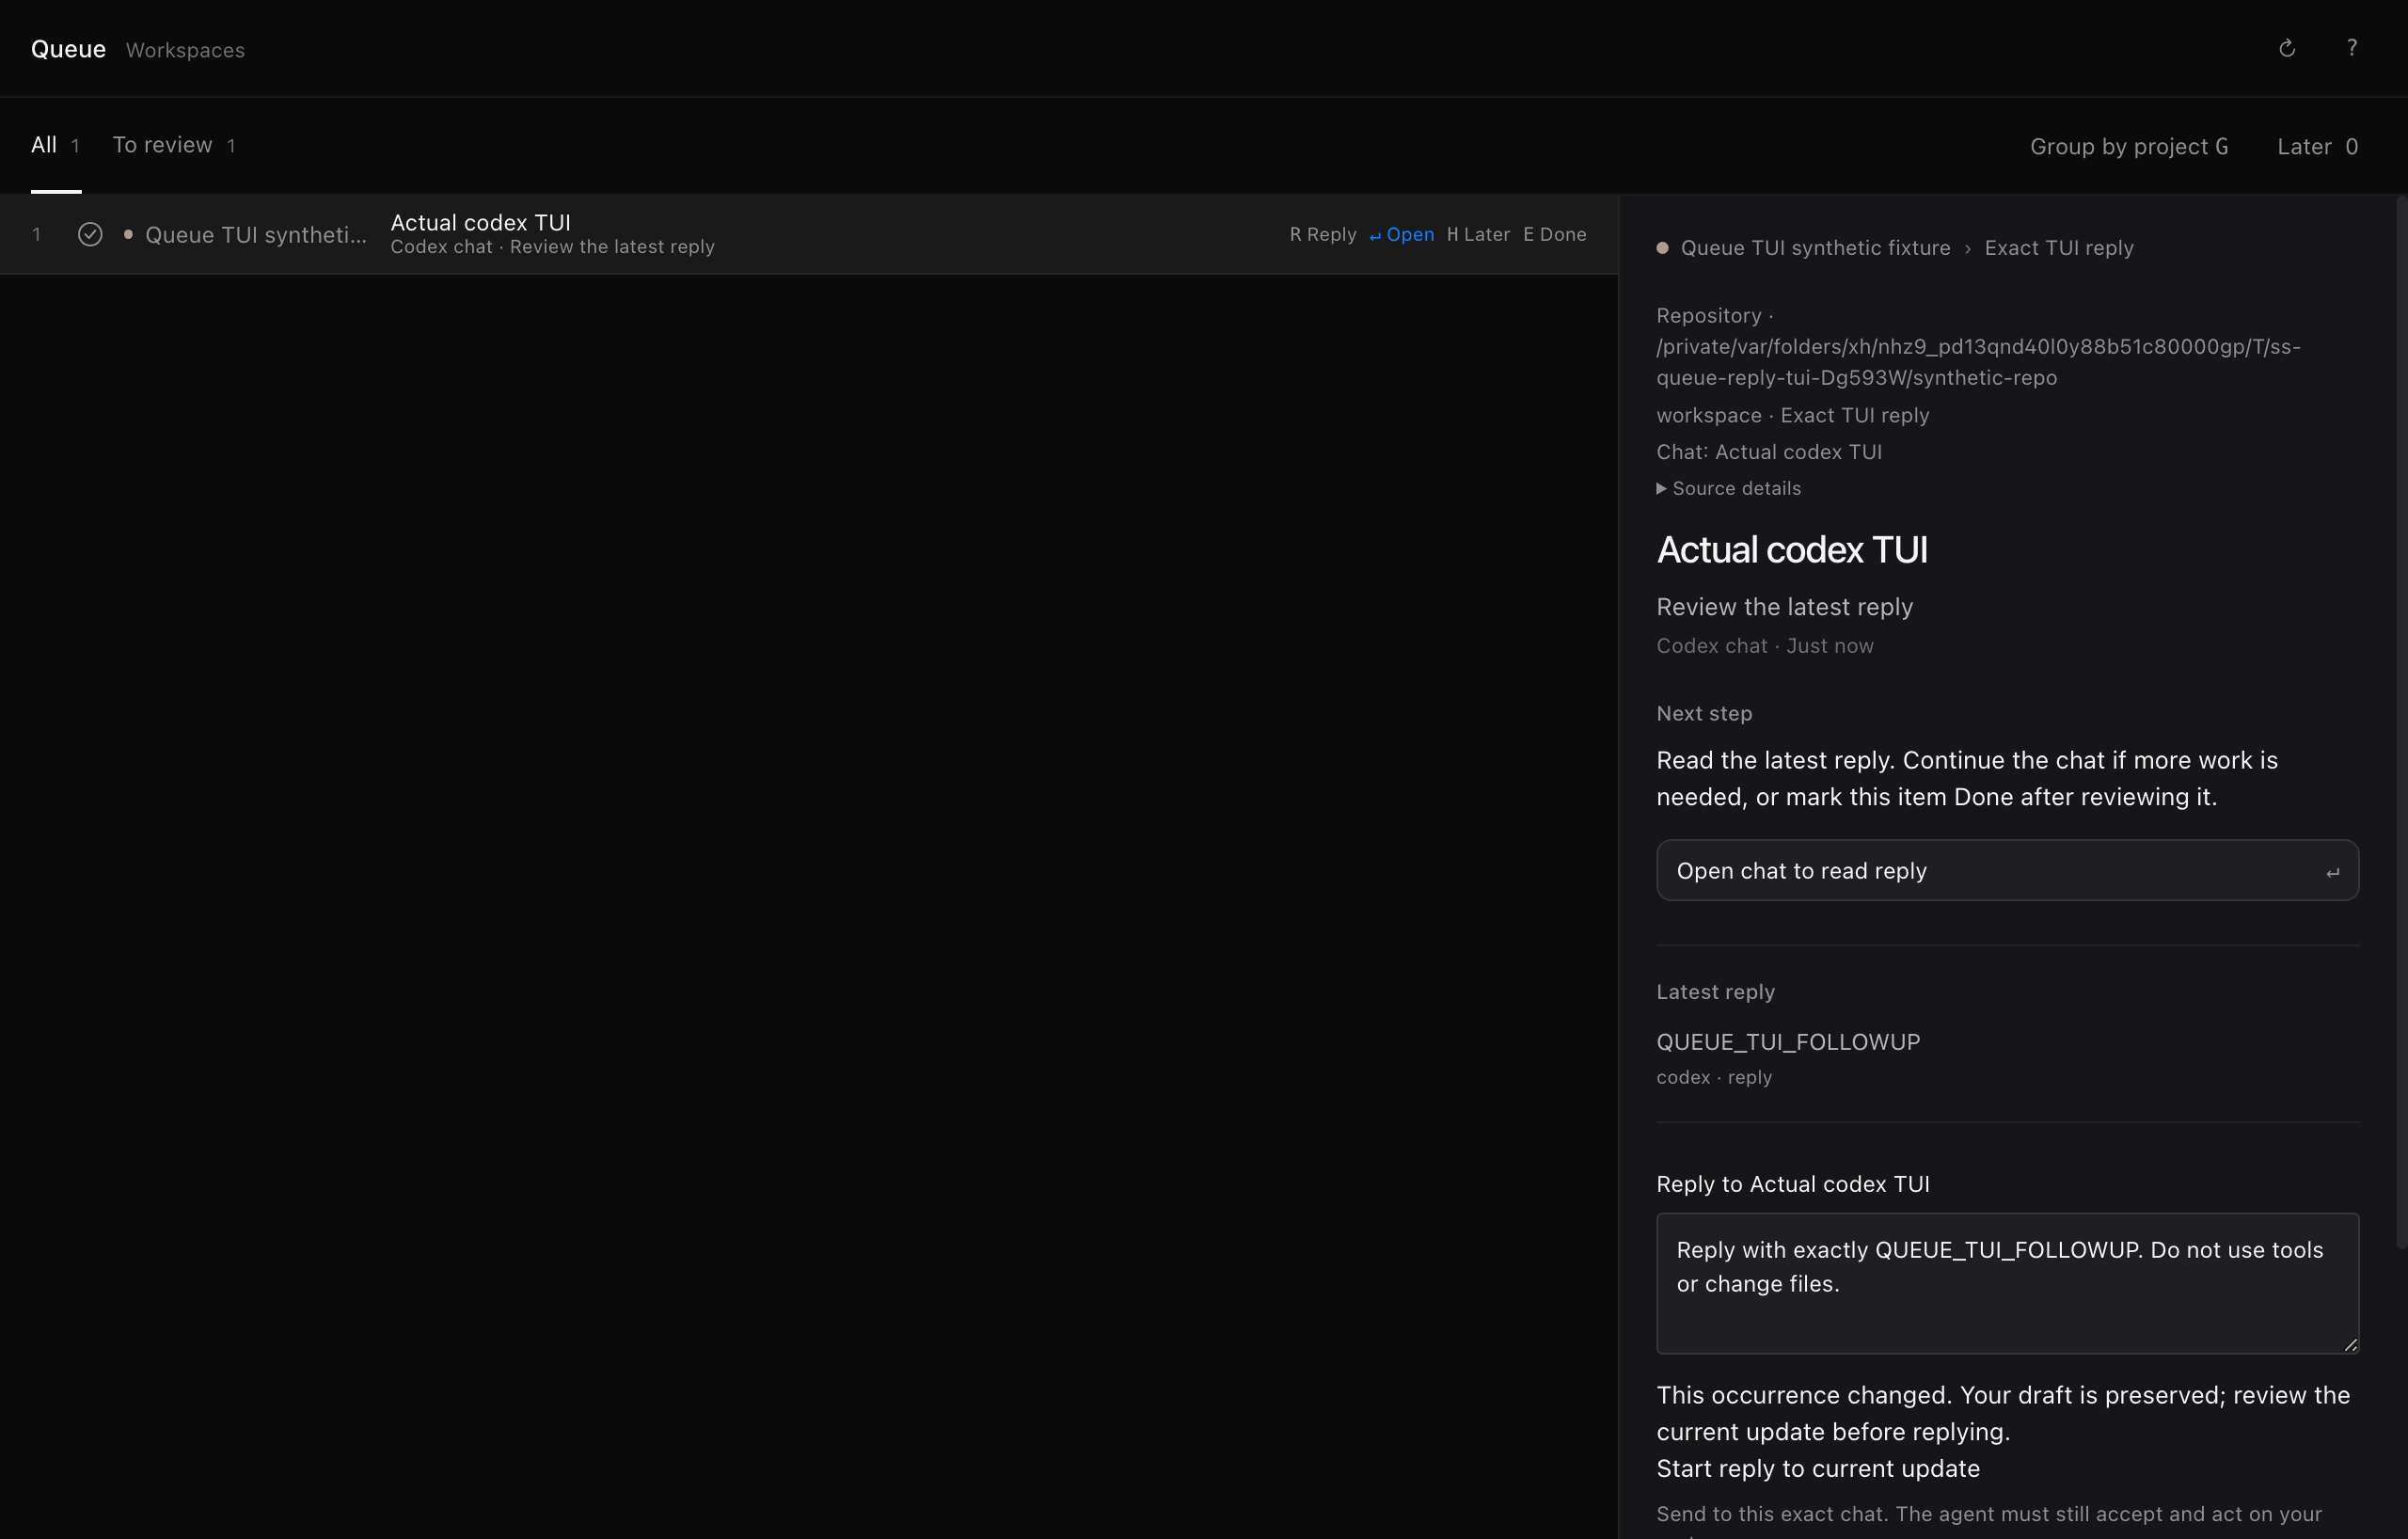 Queue Workspaces ?
All 1 To review 1 Group by project G Later 0
1 Queue TUI syntheti... Actual codex TUI
Codex chat · Review the latest reply
R Reply ↵ Open H Later E Done
Queue TUI synthetic fixture › Exact TUI reply
Repository ·
/private/var/folders/xh/nhz9_pd13qnd40l0y88b51c80000gp/T/ss-
queue-reply-tui-Dg593W/synthetic-repo
workspace · Exact TUI reply
Chat: Actual codex TUI
Source details
Actual codex TUI
Review the latest reply
Codex chat · Just now
Next step
Read the latest reply. Continue the chat if more work is
needed, or mark this item Done after reviewing it.
Open chat to read reply ↵
Latest reply
QUEUE_TUI_FOLLOWUP
codex · reply
Reply to Actual codex TUI
Reply with exactly QUEUE_TUI_FOLLOWUP. Do not use tools
or change files.
This occurrence changed. Your draft is preserved; review the
current update before replying.
Start reply to current update
Send to this exact chat. The agent must still accept and act on your